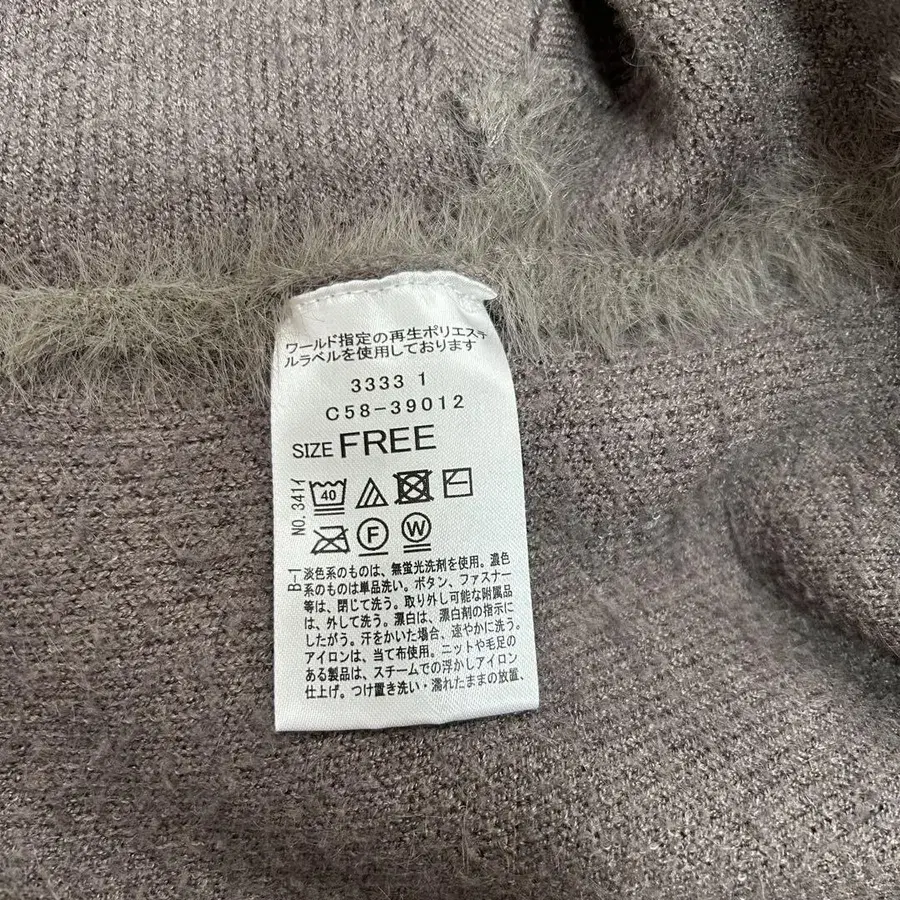 ワールド指定の再生ポリエステ
ルラベルを使用しております
3333 1
C58-39012
SIZE FREE
NO.341イ
40
F
W
B-1
淡色系のものは、無蛍光洗剤を使用。濃色
系のものは単品洗い。ボタン、ファスナー
等は、閉じて洗う。取り外し可能な附属品
は、外して洗う。漂白は、漂白剤の指示に
したがう。汗をかいた場合、速やかに洗う。
アイロンは、当て布使用。ニットや毛足の
ある製品は、スチームでの浮かしアイロン
仕上げ。つけ置き洗い・濡れたままの放置、